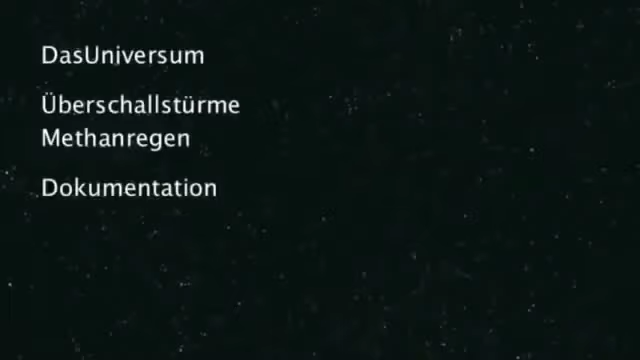 DasUniversum
Überschallstürme
Methanregen
Dokumentation